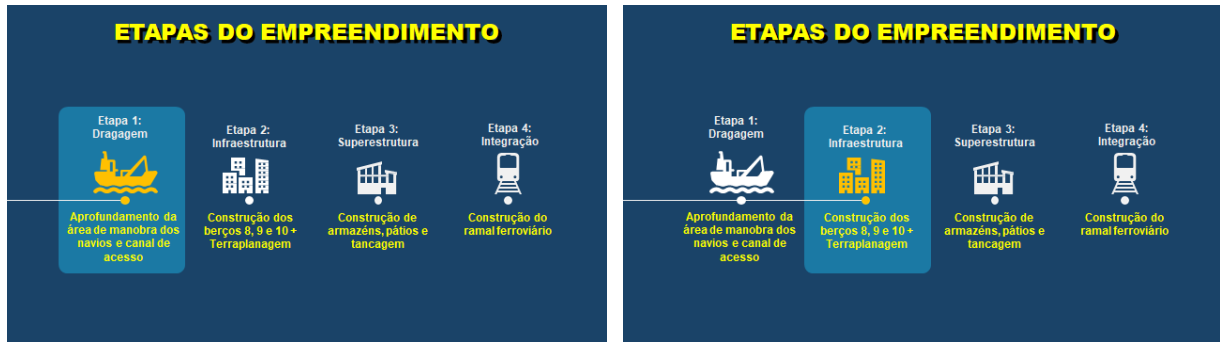 ETAPAS DO EMPREENDIMENTO
Etapa 1:
Dragagem
Aprofundamento da
área de manobra dos
navios e canal de
acesso
Etapa 2:
Infraestrutura
Construção dos
berços 8, 9 e 10 +
Terraplanagem
Etapa 3:
Superestrutura
Construção de
armazéns, pátios e
tancagem
Etapa 4:
Integração
Construção do
ramal ferroviário
ETAPAS DO EMPREENDIMENTO
Etapa 1:
Dragagem
Aprofundamento da
área de manobra dos
navios e canal de
acesso
Etapa 2:
Infraestrutura
Construção dos
berços 8, 9 e 10 +
Terraplanagem
Etapa 3:
Superestrutura
Construção de
armazéns, pátios e
tancagem
Etapa 4:
Integração
Construção do
ramal ferroviário